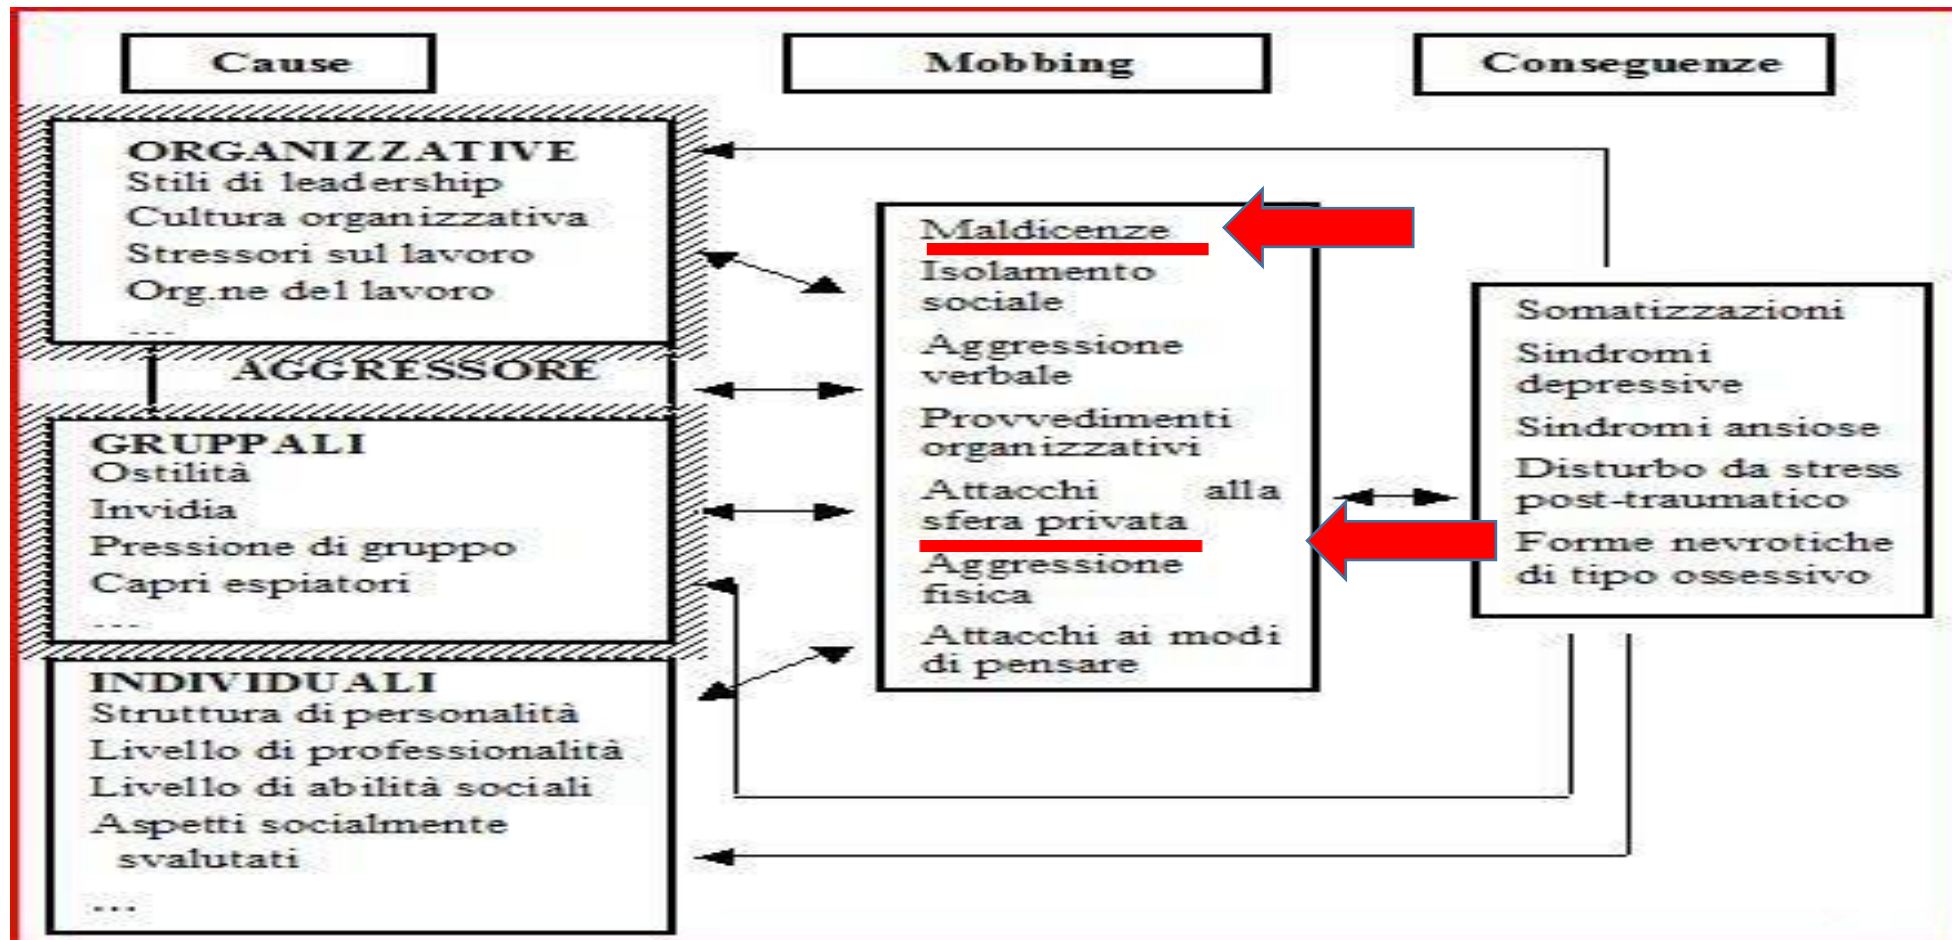 Cause
Mobbing
Conseguenze
ORGANIZZATIVE
Stili di leadership
Cultura organizzativa
Stressori sul lavoro
Org.ne del lavoro
...
AGGRESSORE
GRUPPALI
Ostilità
Invidia
Pressione di gruppo
Capri espiatori
...
INDIVIDUALI
Struttura di personalità
Livello di professionalità
Livello di abilità sociali
Aspetti socialmente
svalutati
...
Maldicenze
Isolamento
sociale
Aggressione
verbale
Provvedimenti
organizzativi
Attacchi alla
sfera privata
Aggressione
fisica
Attacchi ai modi
di pensare
Somatizzazioni
Sindromi
depressive
Sindromi ansiose
Disturbo da stress
post-traumatico
Forme nevrotiche
di tipo ossessivo